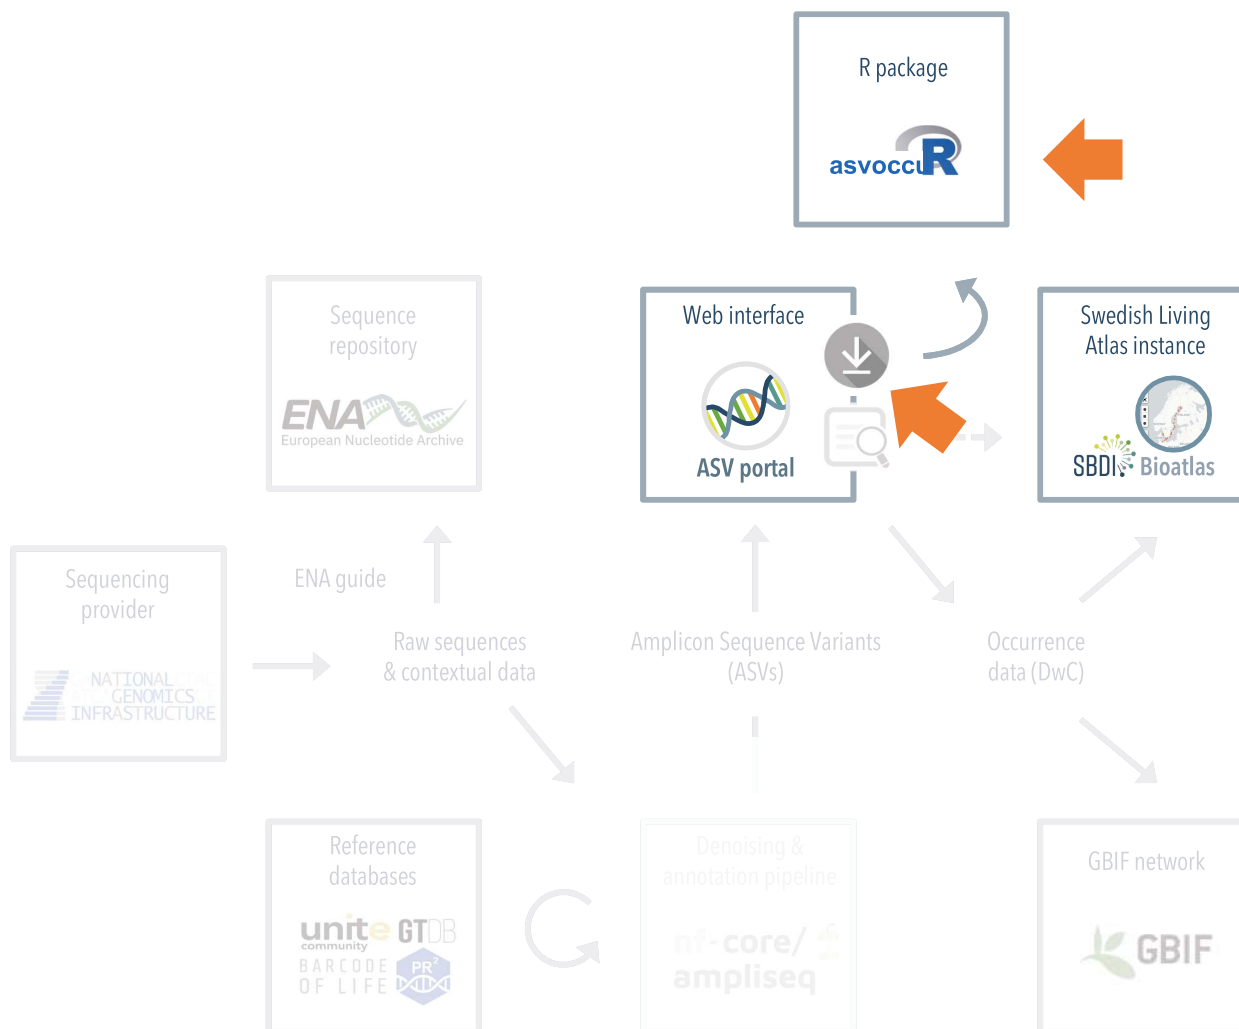 R package
asvoccuR
Sequence
repository
ENA
European Nucleotide Archive
Web interface
ASV portal
Swedish Living
Atlas instance
SBDI
Bioatlas
Sequencing
provider
NATIONAL
GENOMICS
INFRASTRUCTURE
ENA guide
Raw sequences
& contextual data
Amplicon Sequence Variants
(ASVs)
Occurrence
data (DwC)
Reference
databases
unite
community
GTDB
BARCODE
OF LIFE
PR2
Denoising &
annotation pipeline
nf-core/
ampliseq
GBIF network
GBIF